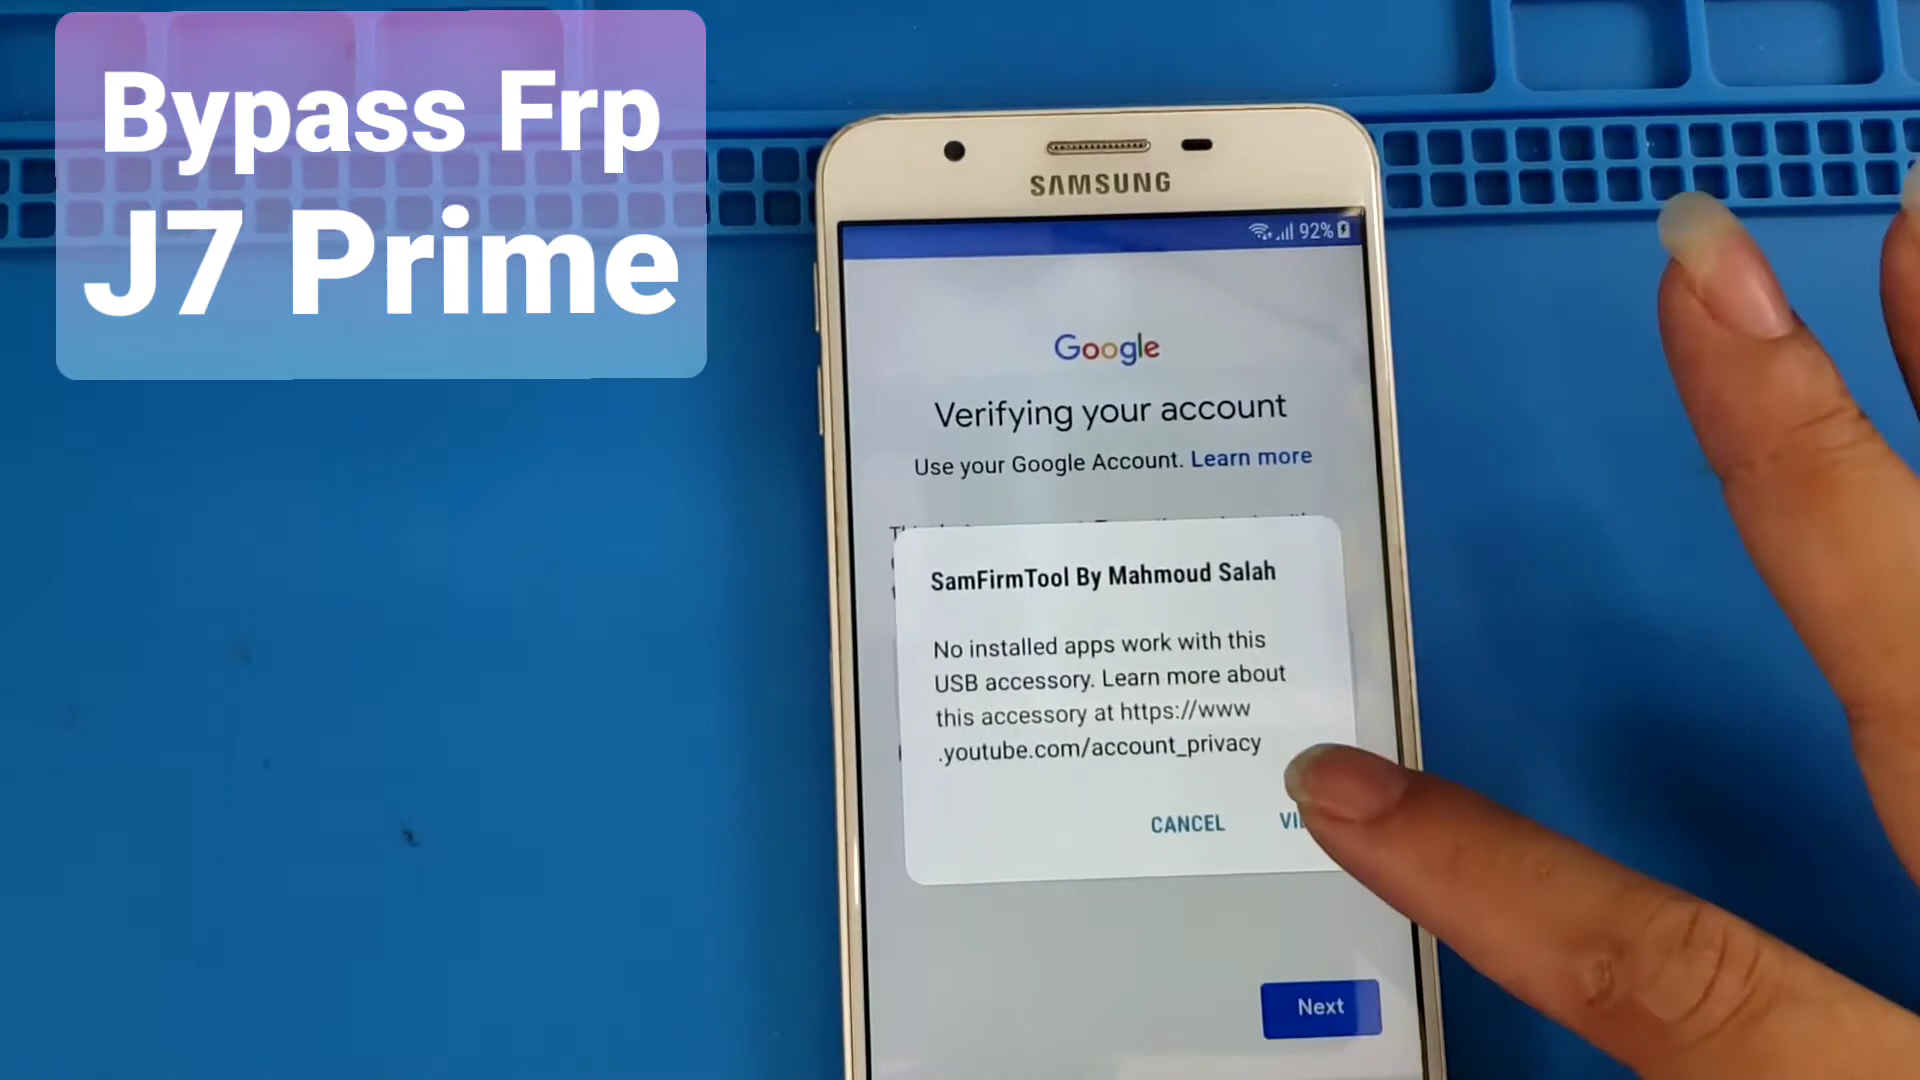 Bypass Frp
J7 Prime
SAMSUNG
92%
Google
Verifying your account
Use your Google Account. Learn more
SamFirmTool By Mahmoud Salah
No installed apps work with this
USB accessory. Learn more about
this accessory at https://www
.youtube.com/account_privacy
CANCEL
Next